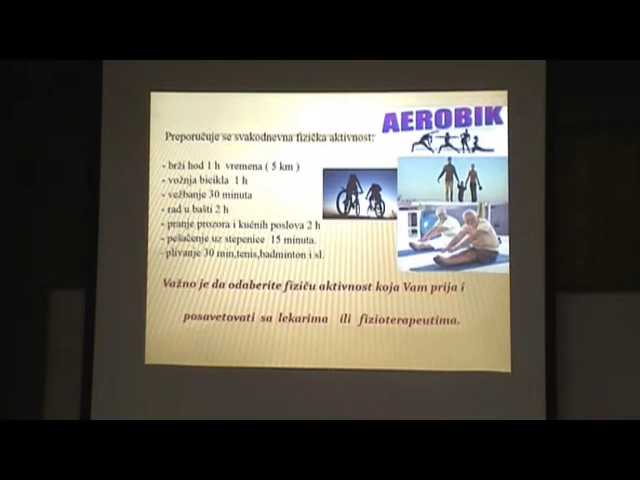 AEROBIK
Preporučuje se svakodnevna fizička aktivnost:
- brži hod 1 h vremena ( 5 km )
- vožnja bicikla 1 h
- vežbanje 30 minuta
- rad u bašti 2 h
- pranje prozora i kućnih poslova 2 h
- pešačenje uz stepenice 15 minuta.
- plivanje 30 min,tenis,badminton i sl.
Važno je da odaberite fiziču aktivnost koja Vam prija i
posavetovati sa lekarima ili fizioterapeutima.